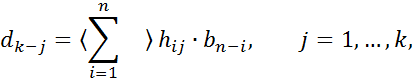 d_{k-j} = ⟨∑_{i=1}^{n} ⟩ h_{ij} · b_{n-i},  j = 1, …, k,